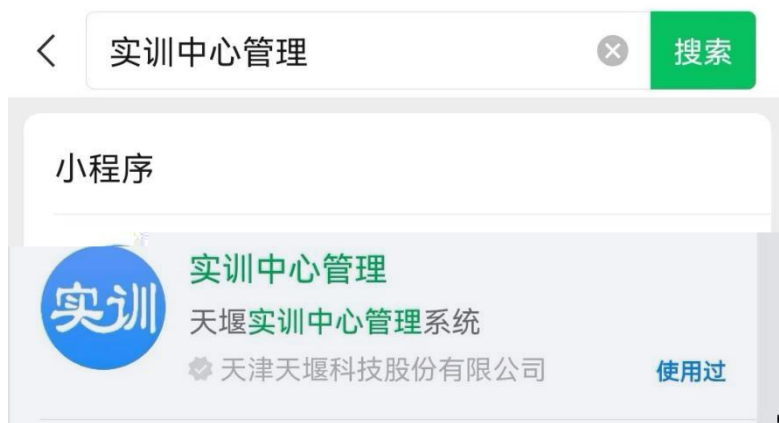 实训中心管理 搜索
小程序
实训
实训中心管理
天堰实训中心管理系统
天津天堰科技股份有限公司 使用过